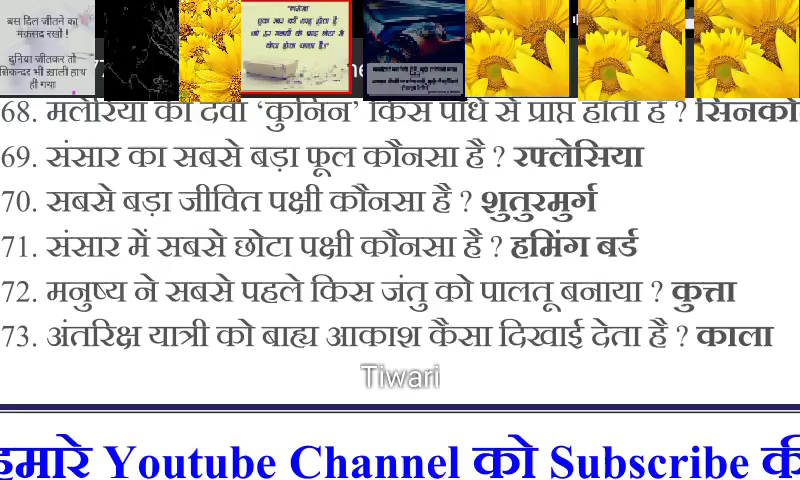 बस दिल जीतने का
मकसद रखो !
दुनिया जीतकर तो
सिकन्दर भी ख़ाली हाथ
ही गया
68. मलेरिया की दवा ‘कुनिन’ किस पौधे से प्राप्त होती है ?
69. संसार का सबसे बड़ा फूल कौनसा है ? रफ्लेसिया
70. सबसे बड़ा जीवित पक्षी कौनसा है ? शुतुरमुर्ग
71. संसार में सबसे छोटा पक्षी कौनसा है ? हमिंग बर्ड
72. मनुष्य ने सबसे पहले किस जंतु को पालतू बनाया ? कुत्ता
73. अंतरिक्ष यात्री को बाह्य आकाश कैसा दिखाई देता है ? काला
Tiwari
हमारे Youtube Channel को Subscribe